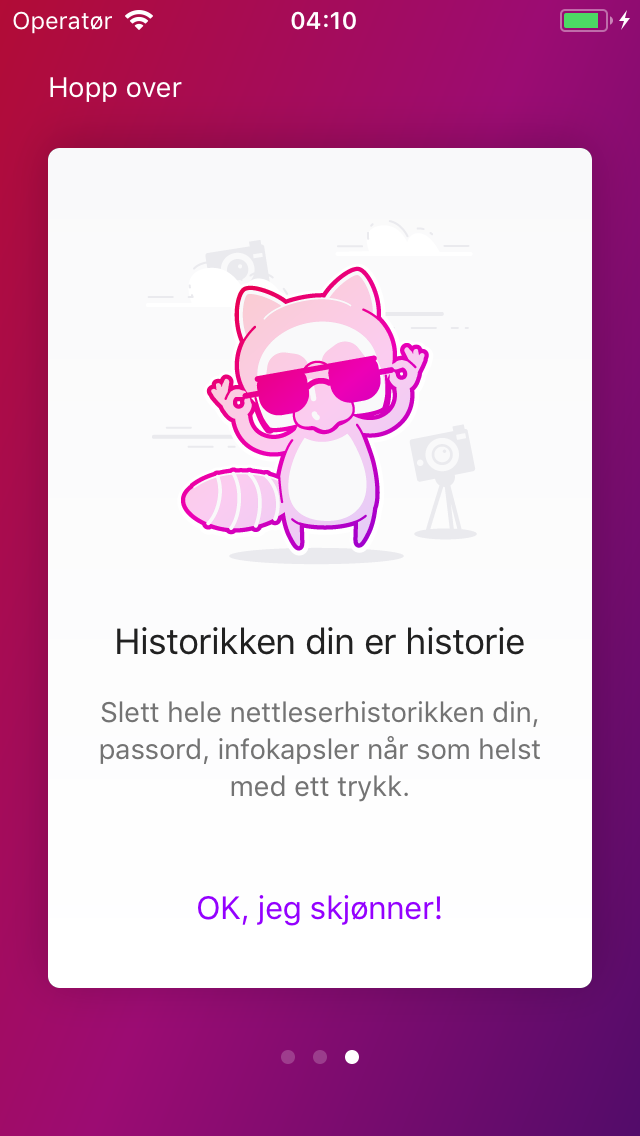 Operatør 04:10
Hopp over
Historikken din er historie
Slett hele nettleserhistorikken din,
passord, infokapsler når som helst
med ett trykk.
OK, jeg skjønner!